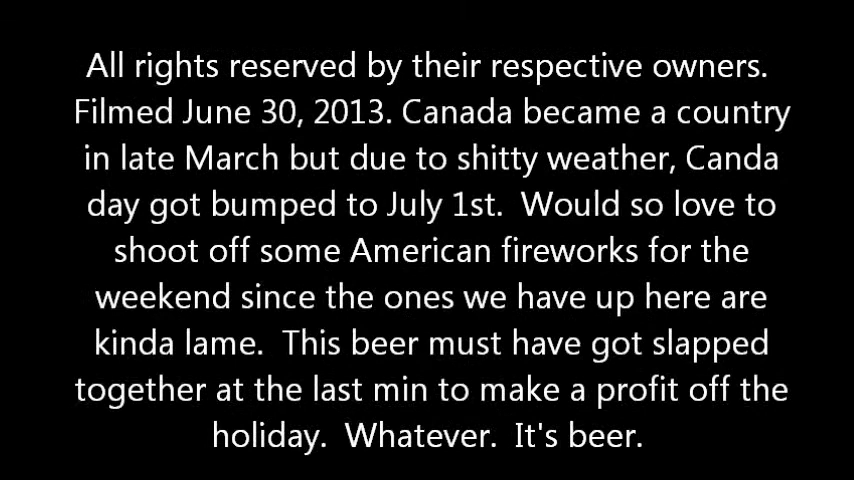 All rights reserved by their respective owners.
Filmed June 30, 2013. Canada became a country
in late March but due to shitty weather, Canda
day got bumped to July 1st.  Would so love to
shoot off some American fireworks for the
weekend since the ones we have up here are
kinda lame.  This beer must have got slapped
together at the last min to make a profit off the
holiday.  Whatever.  It's beer.